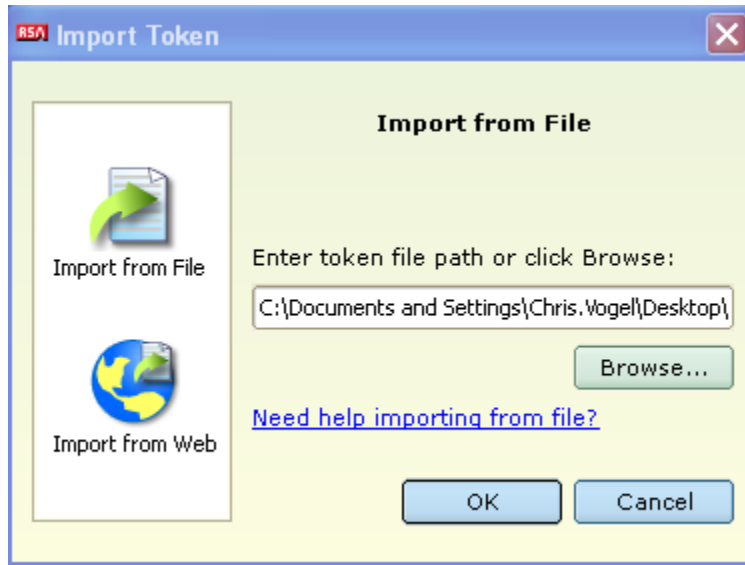 RSA Import Token
Import from File
Import from File
Import from Web
Enter token file path or click Browse:
C:\Documents and Settings\Chris.Vogel\Desktop\
Browse...
Need help importing from file?
OK
Cancel